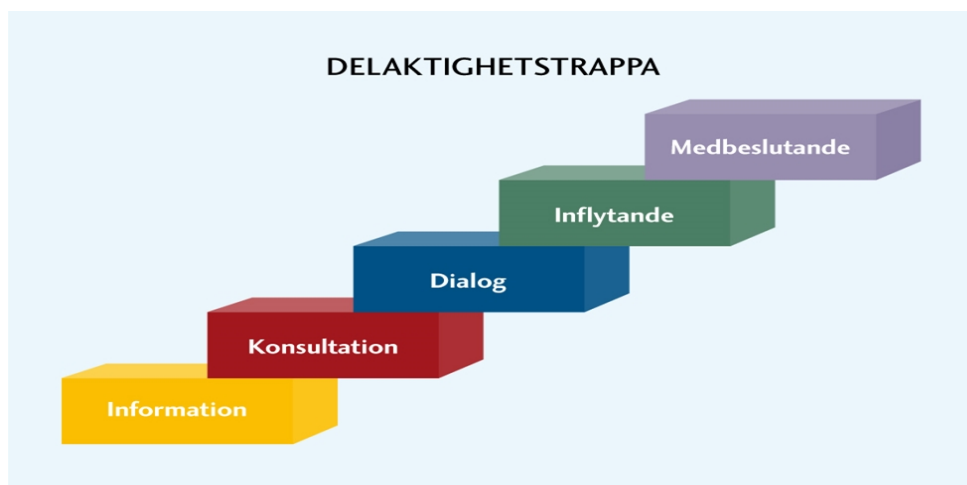 DELAKTIGHETSTRAPPA
Medbeslutande
Inflytande
Dialog
Konsultation
Information